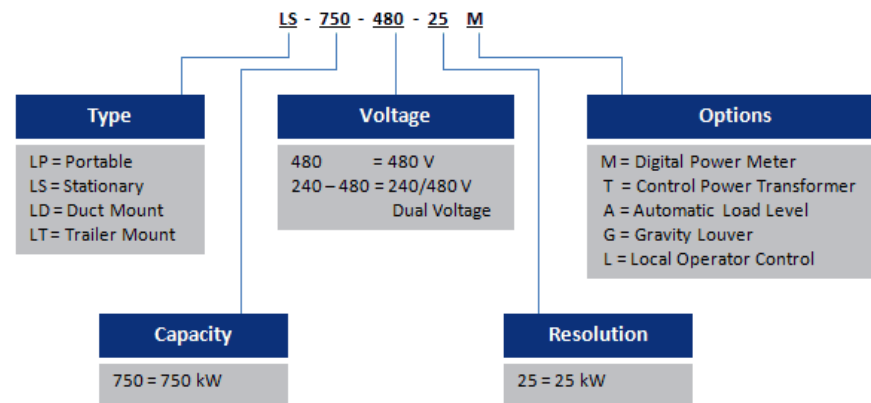 LS - 750 - 480 - 25 M
Type
LP = Portable
LS = Stationary
LD = Duct Mount
LT = Trailer Mount
Voltage
480 = 480 V
240 – 480 = 240/480 V
Dual Voltage
Options
M = Digital Power Meter
T = Control Power Transformer
A = Automatic Load Level
G = Gravity Louver
L = Local Operator Control
Capacity
750 = 750 kW
Resolution
25 = 25 kW